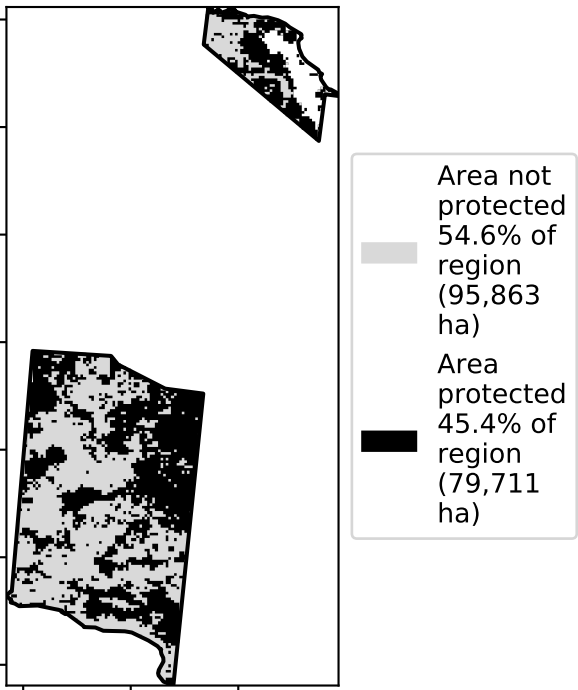 Area not
protected
54.6% of
region
(95,863
ha)
Area
protected
45.4% of
region
(79,711
ha)